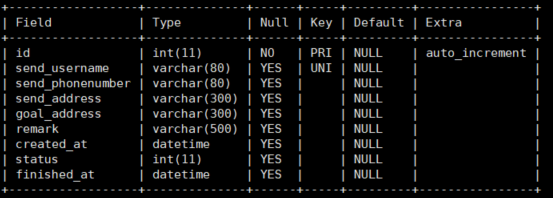 +------------------+--------------+------+-----+---------+----------------+
| Field            | Type         | Null | Key | Default | Extra          |
+------------------+--------------+------+-----+---------+----------------+
| id               | int(11)      | NO   | PRI | NULL    | auto_increment |
| send_username    | varchar(80)  | YES  | UNI | NULL    |                |
| send_phonenumber | varchar(80)  | YES  |     | NULL    |                |
| send_address     | varchar(300) | YES  |     | NULL    |                |
| goal_address     | varchar(300) | YES  |     | NULL    |                |
| remark           | varchar(500) | YES  |     | NULL    |                |
| created_at       | datetime     | YES  |     | NULL    |                |
| status           | int(11)      | YES  |     | NULL    |                |
| finished_at      | datetime     | YES  |     | NULL    |                |
+------------------+--------------+------+-----+---------+----------------+